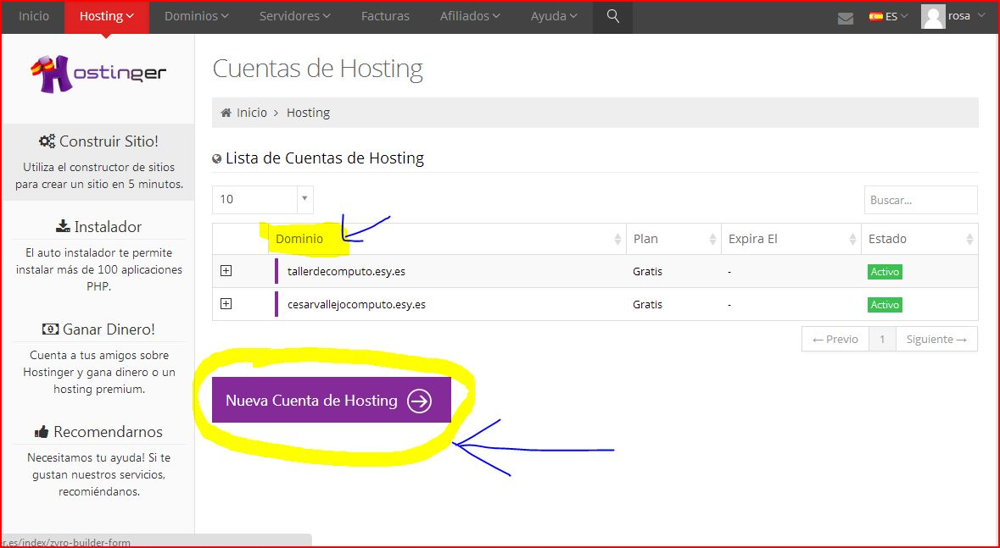 Inicio Hosting Dominios Servidores Facturas Afiliados Ayuda ES rosa
Hostinger
Construir Sitio!
Utiliza el constructor de sitios
para crear un sitio en 5 minutos.
Instalador
El auto instalador te permite
instalar más de 100 aplicaciones
PHP.
Ganar Dinero!
Cuenta a tus amigos sobre
Hostinger y gana dinero o un
hosting premium.
Recomendarnos
Necesitamos tu ayuda! Si te
gustan nuestros servicios,
recomiéndanos.
Cuentas de Hosting
Inicio › Hosting
Lista de Cuentas de Hosting
10 Buscar...
Dominio Plan Expira El Estado
tallerdecomputo.esy.es Gratis - Activo
cesarvallejocomputo.esy.es Gratis - Activo
← Previo 1 Siguiente →
Nueva Cuenta de Hosting
er.es/index/zyro-builder-form